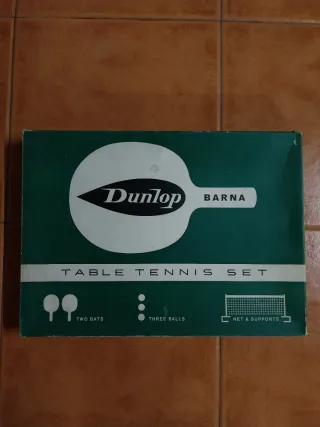 Dunlop BARNA
TABLE TENNIS SET
TWO BATS THREE BALLS NET & SUPPORTS